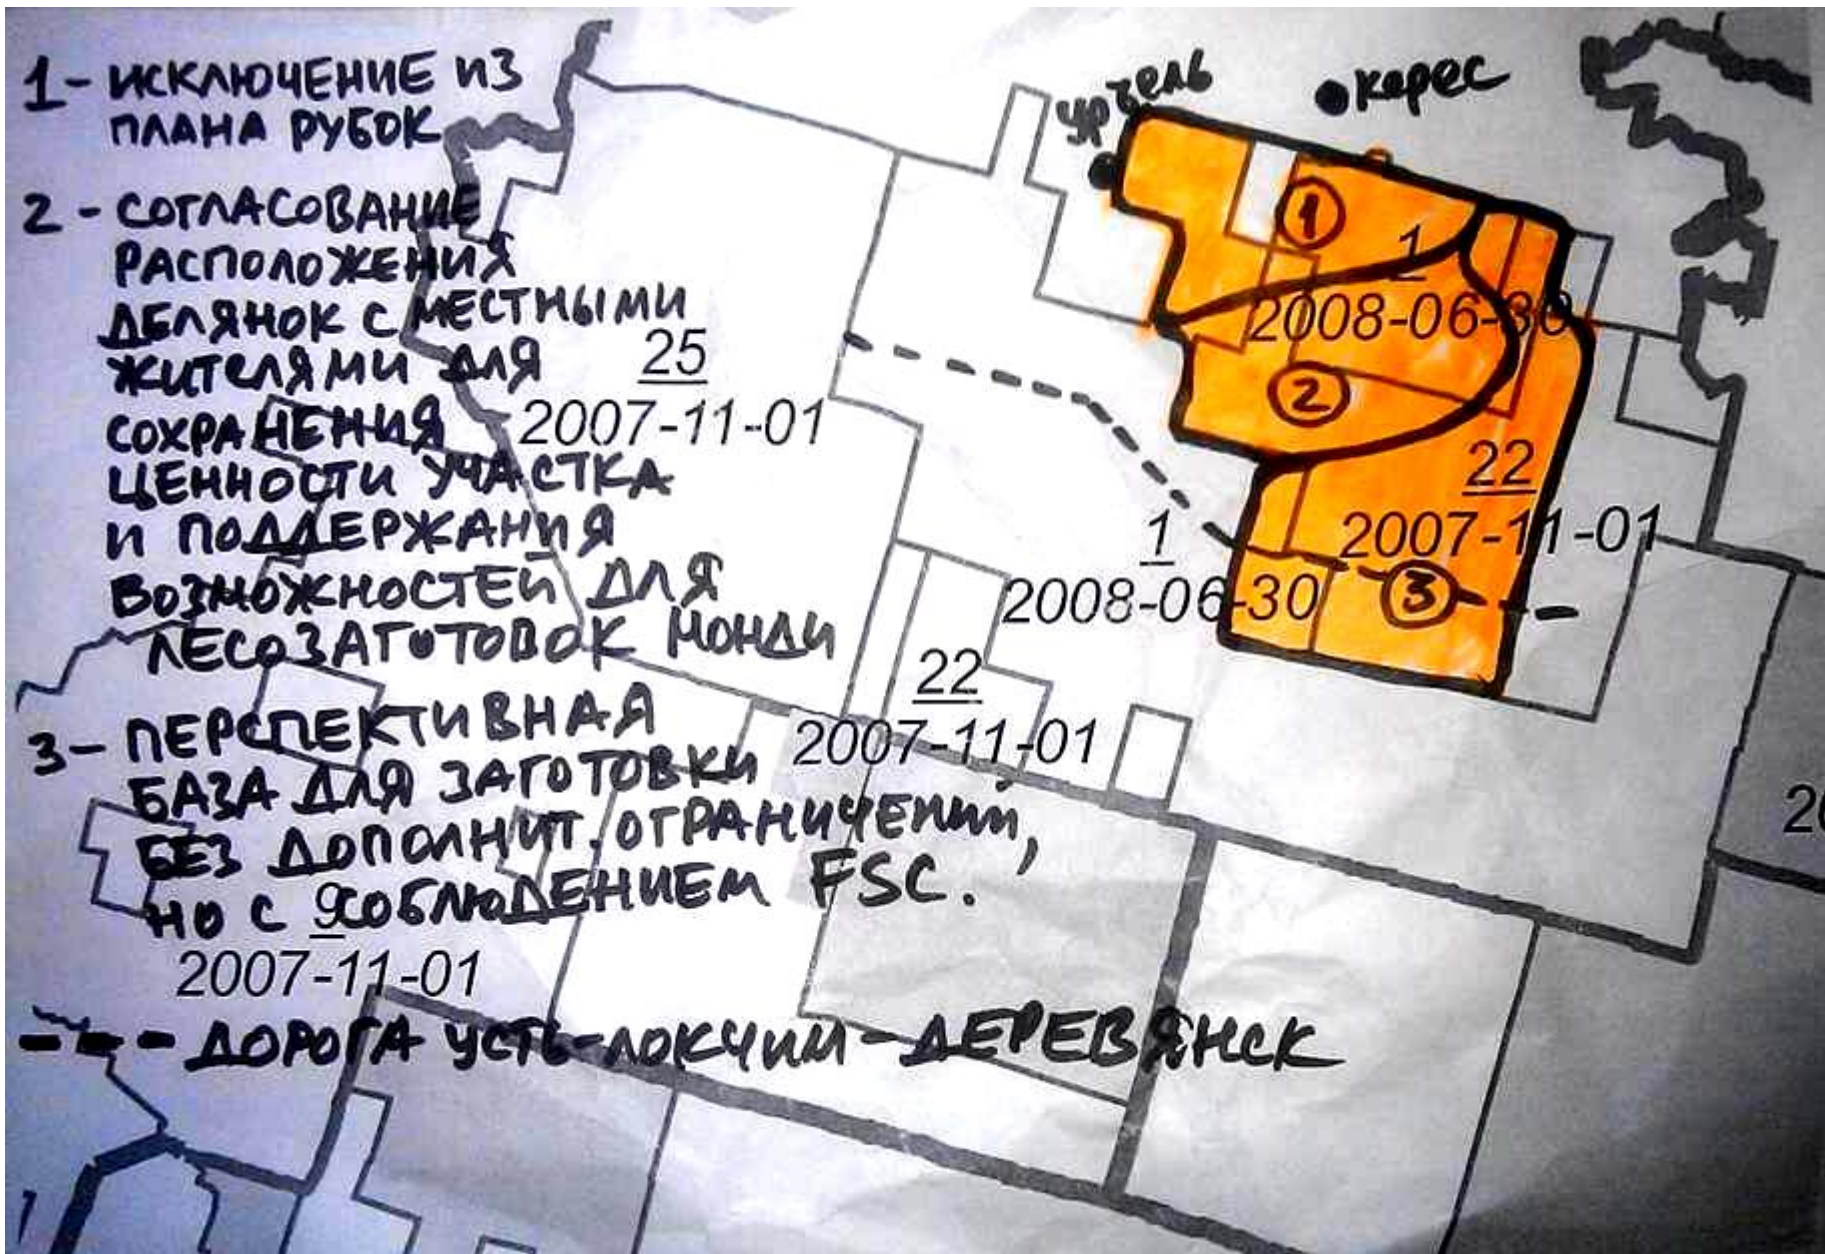 1 - ИСКЛЮЧЕНИЕ ИЗ
ПЛАНА РУБОК
2 - СОГЛАСОВАНИЕ
РАСПОЛОЖЕНИЯ
ДЕЛЯНОК С МЕСТНЫМИ
ЖИТЕЛЯМИ ДЛЯ
СОХРАНЕНИЯ
ЦЕННОСТИ УЧАСТКА
И ПОДДЕРЖАНИЯ
ВОЗМОЖНОСТЕЙ ДЛЯ
ЛЕСОЗАГОТОВОК МОНДИ
3 - ПЕРСПЕКТИВНАЯ
БАЗА ДЛЯ ЗАГОТОВКИ
БЕЗ ДОПОЛНИТ. ОГРАНИЧЕНИЙ,
НО С СОБЛЮДЕНИЕМ FSC.
--- ДОРОГА УСТЬ-ЛОКЧИМ - ДЕРЕВЯНСК
Урчель
Керес
1
1
2008-06-30
2
22
2007-11-01
3
25
2007-11-01
1
2008-06-30
22
2007-11-01
9
2007-11-01
20